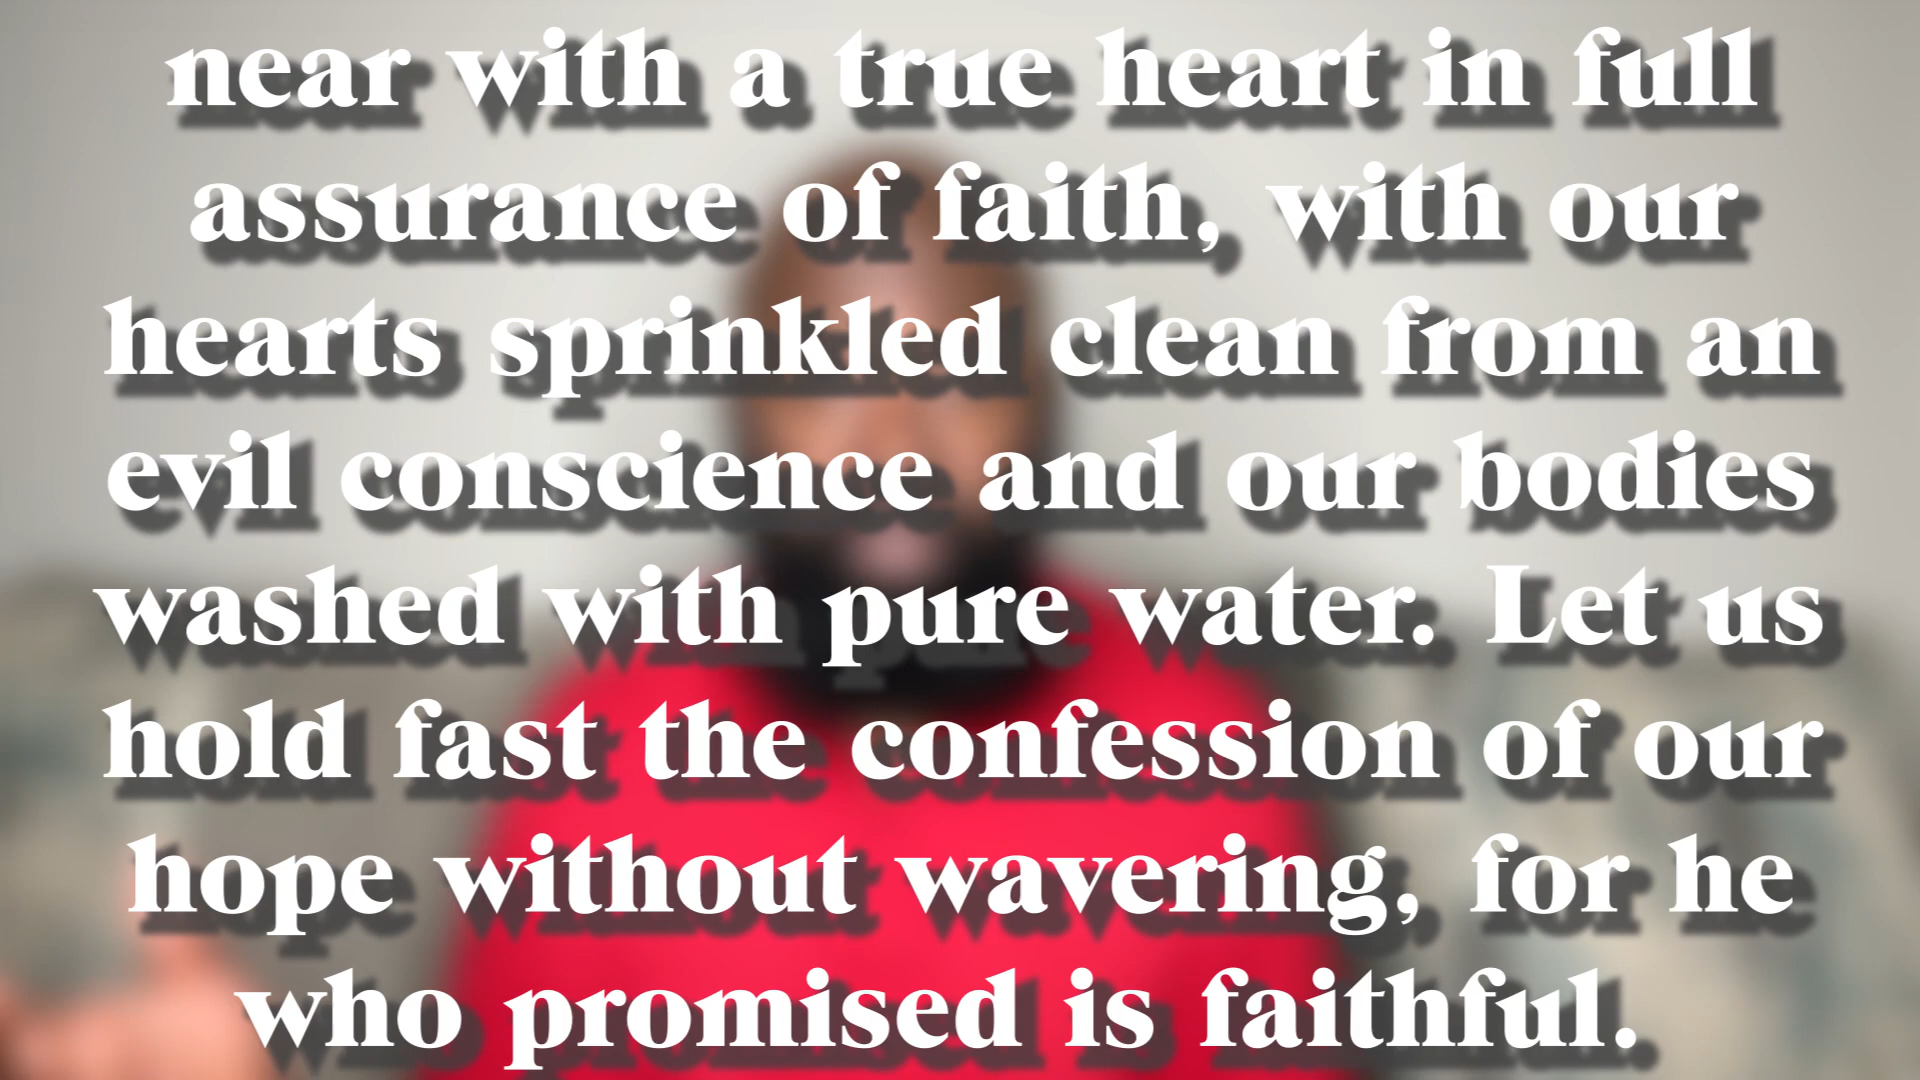 near with a true heart in full
assurance of faith, with our
hearts sprinkled clean from an
evil conscience and our bodies
washed with pure water. Let us
hold fast the confession of our
hope without wavering, for he
who promised is faithful.